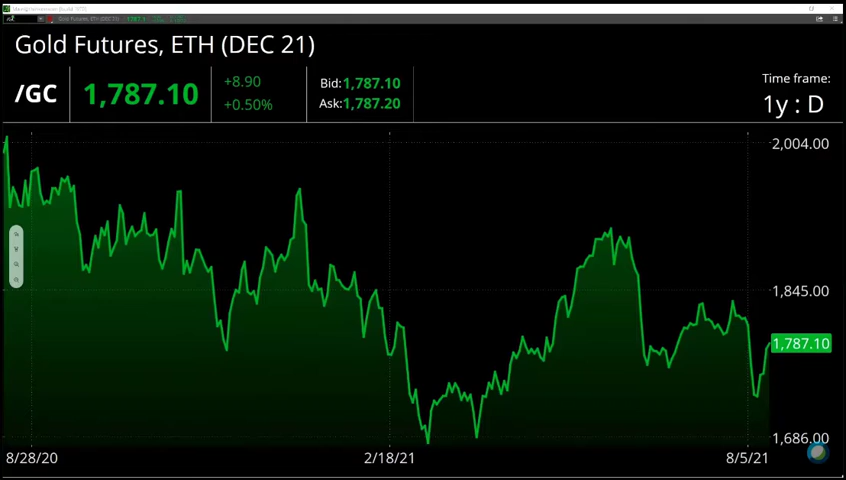 Gold Futures, ETH (DEC 21)
/GC
1,787.10
+8.90
+0.50%
Bid:1,787.10
Ask:1,787.20
Time frame:
1y : D
2,004.00
1,845.00
1,787.10
1,686.00
8/28/20
2/18/21
8/5/21